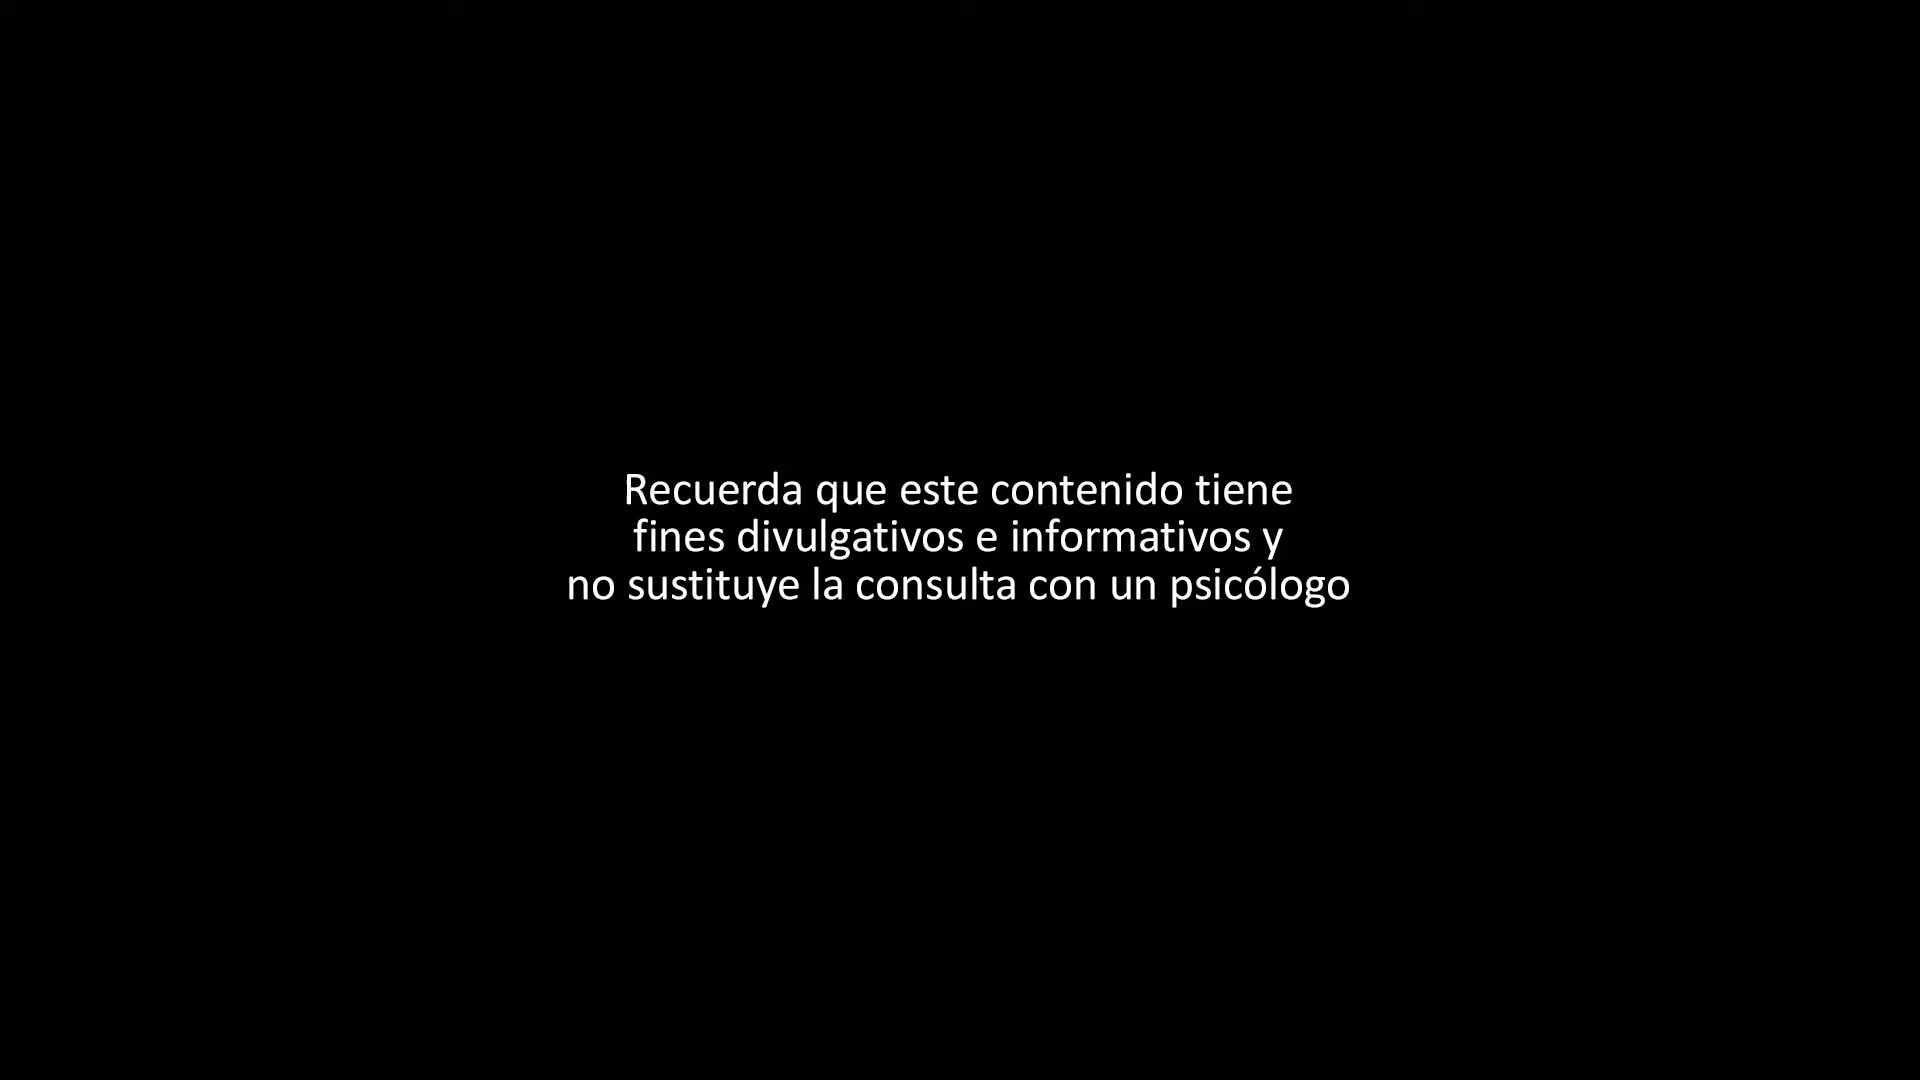 Recuerda que este contenido tiene
fines divulgativos e informativos y
no sustituye la consulta con un psicólogo